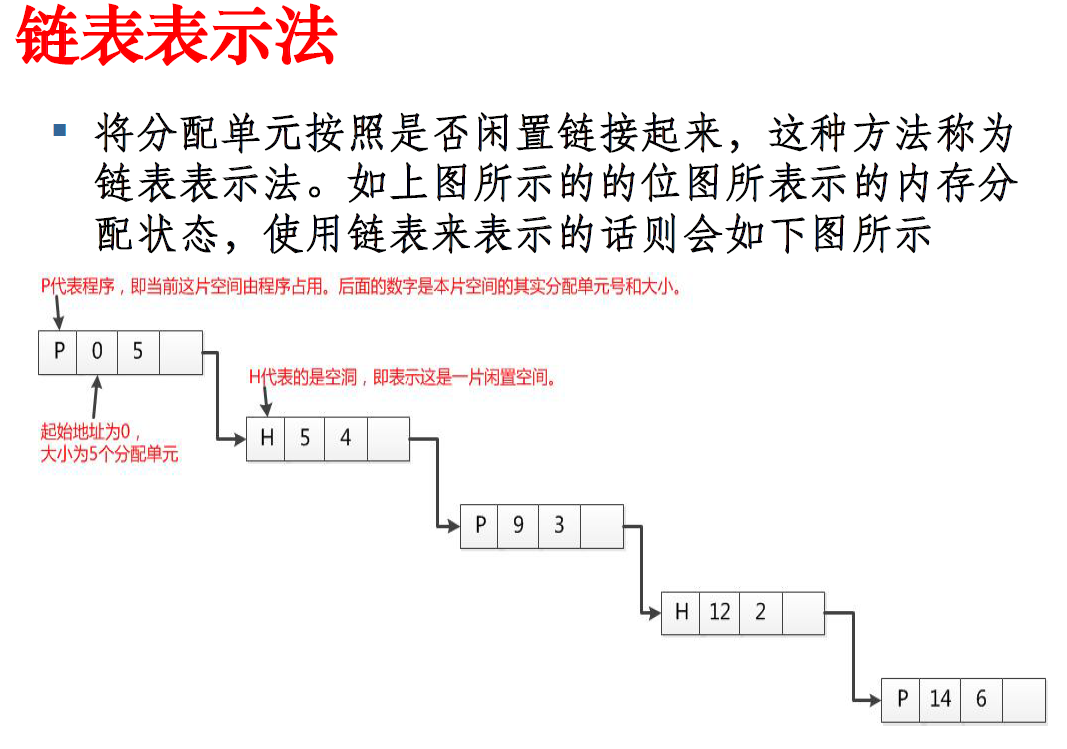 链表表示法
将分配单元按照是否闲置链接起来，这种方法称为
链表表示法。如上图所示的的位图所表示的内存分
配状态，使用链表来表示的话则会如下图所示
P代表程序，即当前这片空间由程序占用。后面的数字是本片空间的其实分配单元号和大小。
P 0 5
H代表的是空洞，即表示这是一片闲置空间。
起始地址为0，
大小为5个分配单元
H 5 4
P 9 3
H 12 2
P 14 6